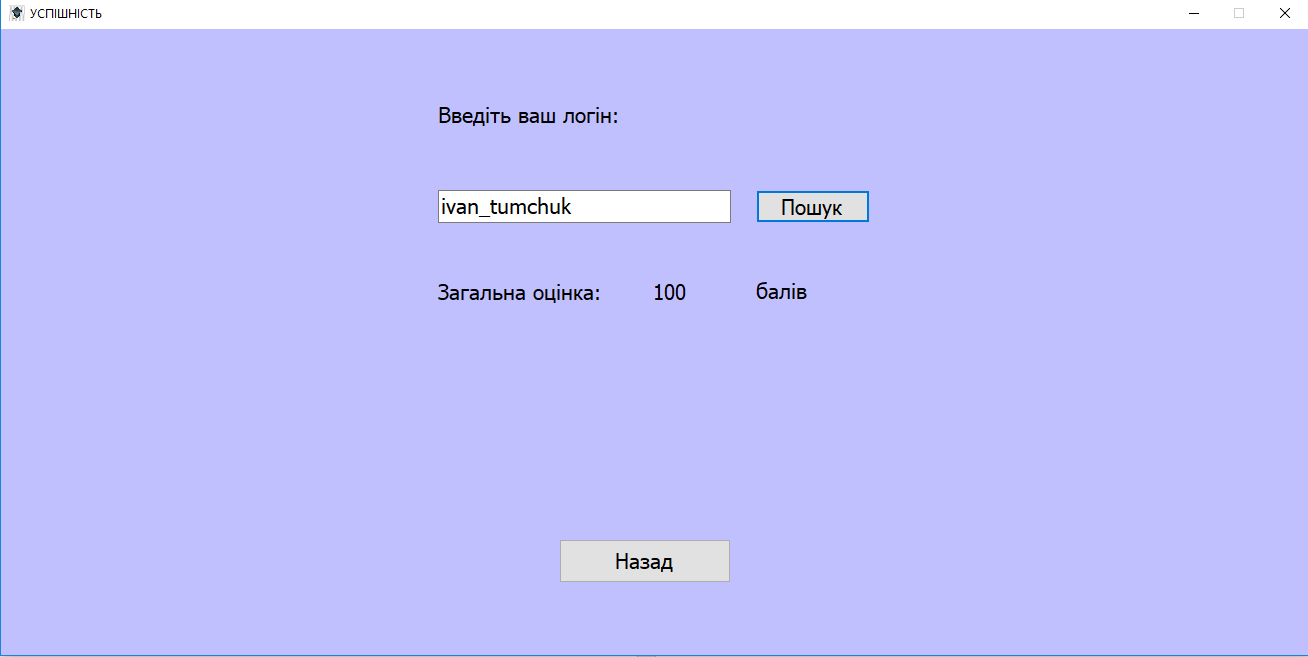 УСПІШНІСТЬ
Введіть ваш логін:
ivan_tumchuk Пошук
Загальна оцінка: 100 балів
Назад